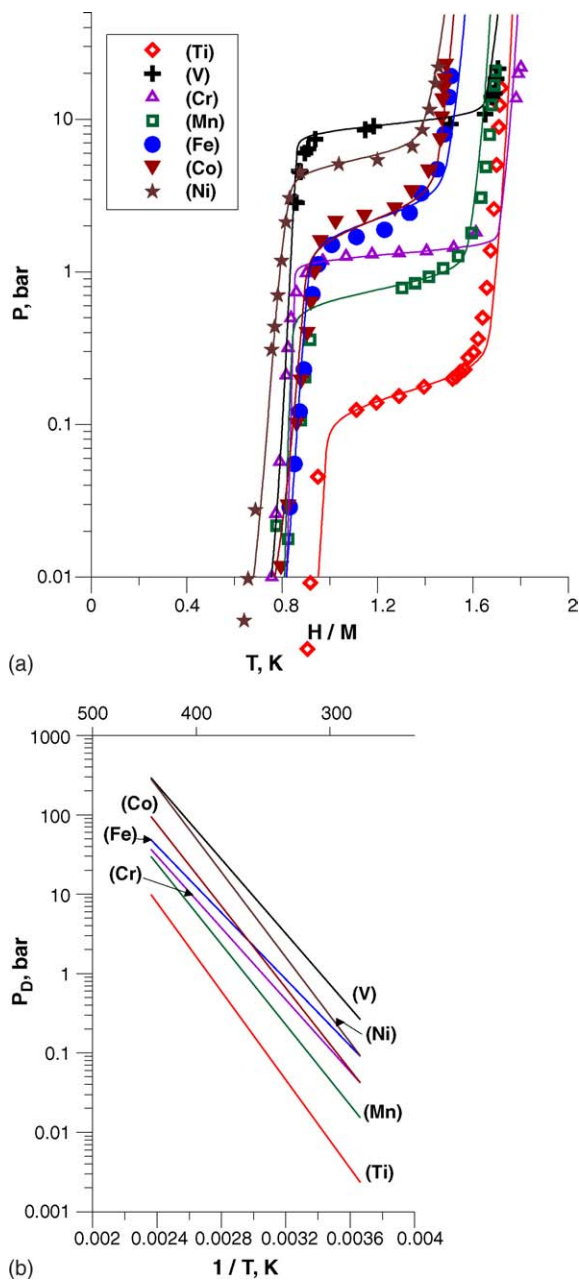 (Ti)
(V)
(Cr)
(Mn)
(Fe)
(Co)
(Ni)
10
1
0.1
0.01
P, bar
0 0.4 0.8 1.2 1.6 2
H / M
(a)
T, K
500 400 300
1000
100
10
1
0.1
0.01
0.001
P_D, bar
(Co)
(Fe)
(Cr)
(V)
(Ni)
(Mn)
(Ti)
0.002 0.0024 0.0028 0.0032 0.0036 0.004
(b)
1 / T, K